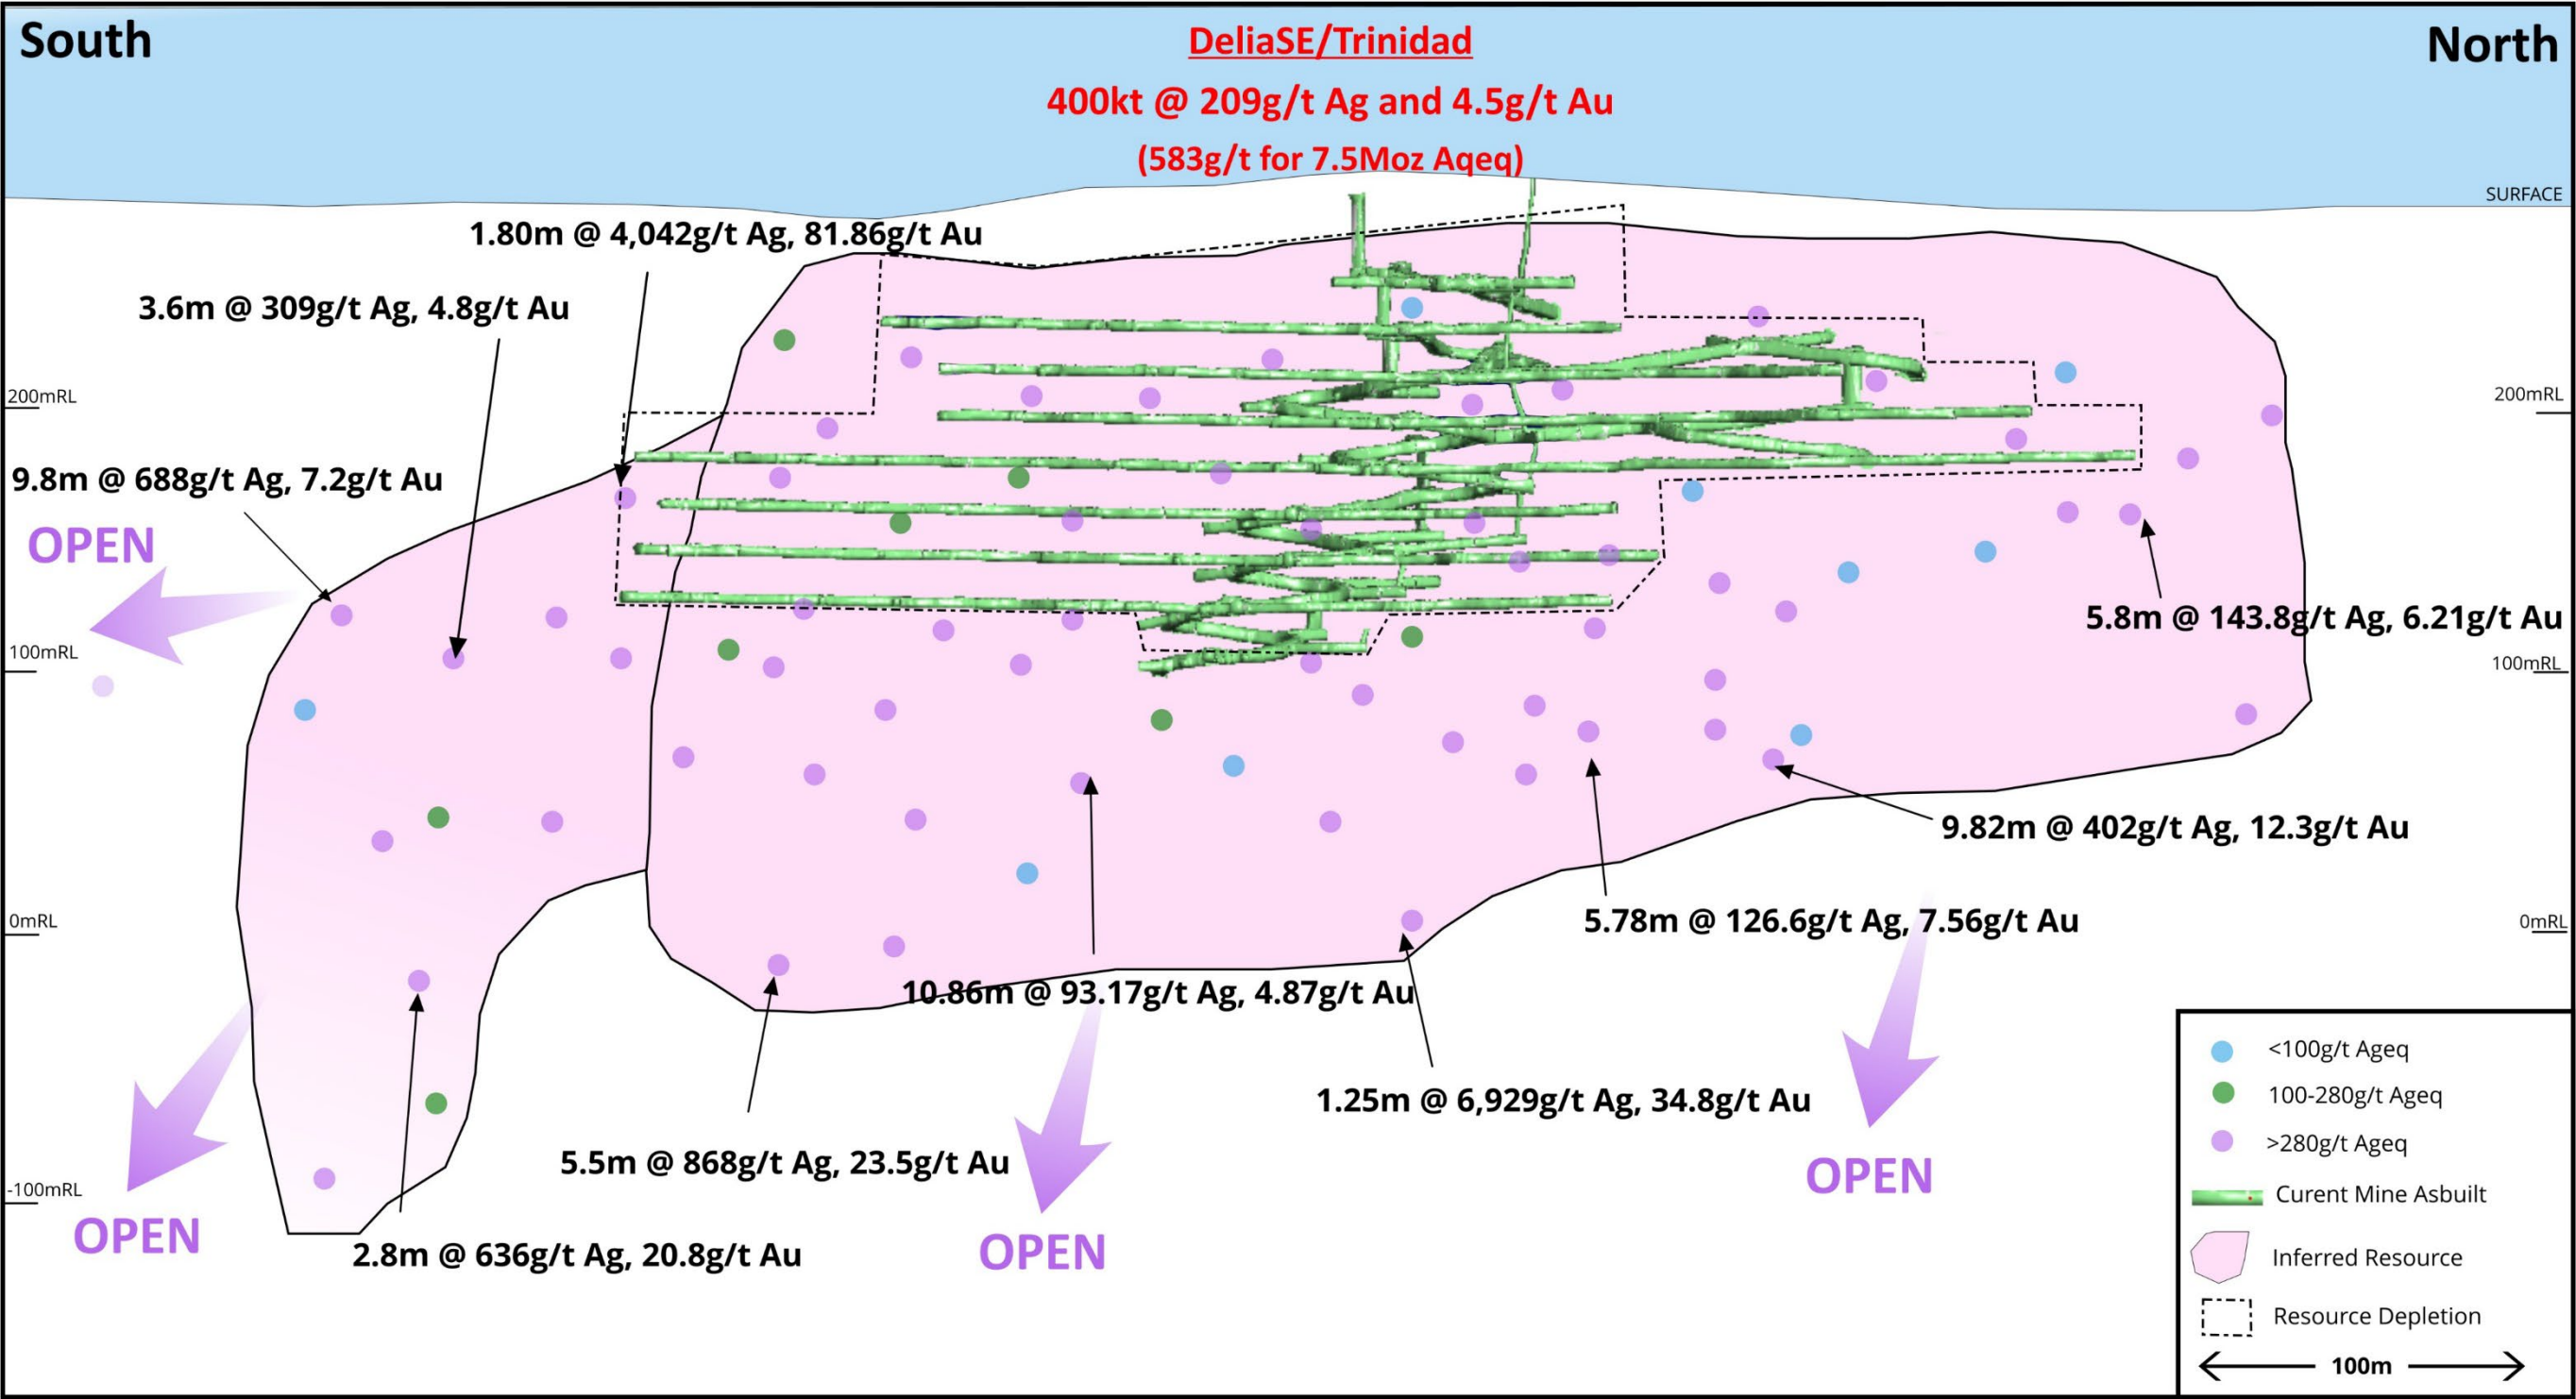 South
North
DeliaSE/Trinidad
400kt @ 209g/t Ag and 4.5g/t Au
(583g/t for 7.5Moz Aqeq)
SURFACE
1.80m @ 4,042g/t Ag, 81.86g/t Au
3.6m @ 309g/t Ag, 4.8g/t Au
200mRL
200mRL
9.8m @ 688g/t Ag, 7.2g/t Au
OPEN
5.8m @ 143.8g/t Ag, 6.21g/t Au
100mRL
100mRL
9.82m @ 402g/t Ag, 12.3g/t Au
0mRL
5.78m @ 126.6g/t Ag, 7.56g/t Au
0mRL
10.86m @ 93.17g/t Ag, 4.87g/t Au
1.25m @ 6,929g/t Ag, 34.8g/t Au
5.5m @ 868g/t Ag, 23.5g/t Au
OPEN
-100mRL
OPEN
2.8m @ 636g/t Ag, 20.8g/t Au
OPEN
<100g/t Ageq
100-280g/t Ageq
>280g/t Ageq
Curent Mine Asbuilt
Inferred Resource
Resource Depletion
100m